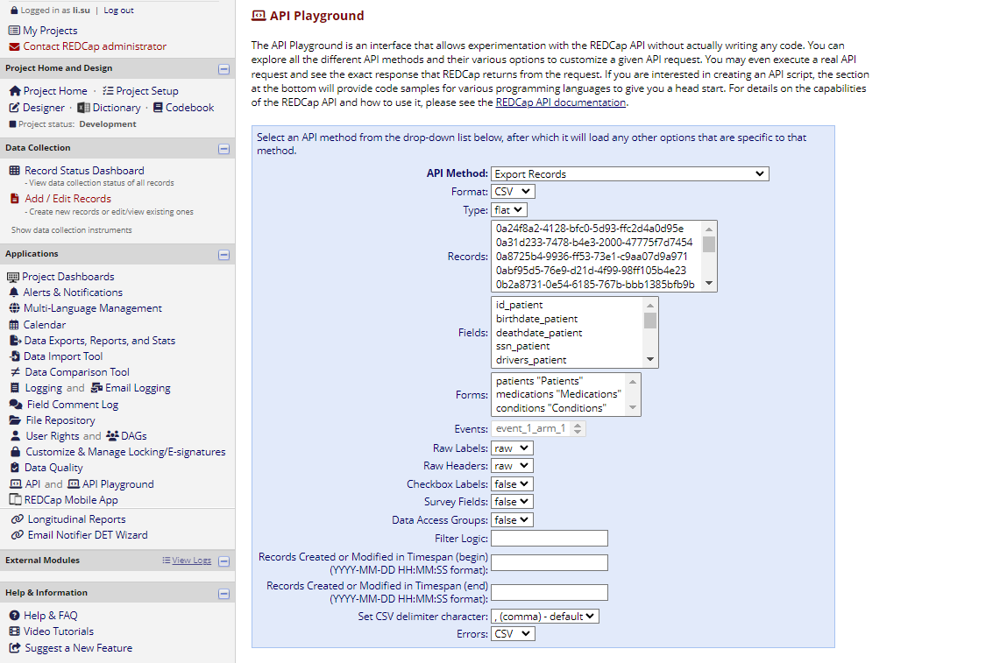 Logged in as li.su | Log out
My Projects
Contact REDCap administrator
Project Home and Design
Project Home · Project Setup
Designer · Dictionary · Codebook
Project status: Development
Data Collection
Record Status Dashboard
- View data collection status of all records
Add / Edit Records
- Create new records or edit/view existing ones
Show data collection instruments
Applications
Project Dashboards
Alerts & Notifications
Multi-Language Management
Calendar
Data Exports, Reports, and Stats
Data Import Tool
Data Comparison Tool
Logging and Email Logging
Field Comment Log
File Repository
User Rights and DAGs
Customize & Manage Locking/E-signatures
Data Quality
API and API Playground
REDCap Mobile App
Longitudinal Reports
Email Notifier DET Wizard
External Modules View Logs
Help & Information
Help & FAQ
Video Tutorials
Suggest a New Feature
API Playground
The API Playground is an interface that allows experimentation with the REDCap API without actually writing any code. You can
explore all the different API methods and their various options to customize a given API request. You may even execute a real API
request and see the exact response that REDCap returns from the request. If you are interested in creating an API script, the section
at the bottom will provide code samples for various programming languages to give you a head start. For details on the capabilities
of the REDCap API and how to use it, please see the REDCap API documentation.
Select an API method from the drop-down list below, after which it will load any other options that are specific to that
method.
API Method: Export Records
Format: CSV
Type: flat
Records:
0a24f8a2-4128-bfc0-5d93-ffc2d4a0d95e
0a31d233-7478-b4e3-2000-47775f7d7454
0a8725b4-9936-ff53-73e1-c9aa07d9a971
0abf95d5-76e9-d21d-4f99-98ff105b4e23
0b2a8731-0e54-6185-767b-bbb1385bfb9b
Fields:
id_patient
birthdate_patient
deathdate_patient
ssn_patient
drivers_patient
Forms:
patients "Patients"
medications "Medications"
conditions "Conditions"
Events: event_1_arm_1
Raw Labels: raw
Raw Headers: raw
Checkbox Labels: false
Survey Fields: false
Data Access Groups: false
Filter Logic:
Records Created or Modified in Timespan (begin)
(YYYY-MM-DD HH:MM:SS format):
Records Created or Modified in Timespan (end)
(YYYY-MM-DD HH:MM:SS format):
Set CSV delimiter character: , (comma) - default
Errors: CSV